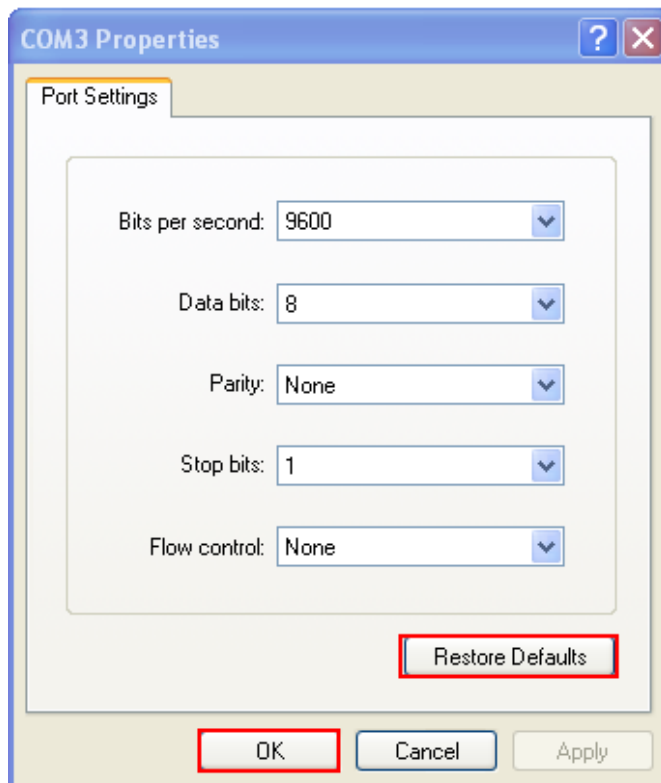 COM3 Properties
Port Settings
Bits per second: 9600
Data bits: 8
Parity: None
Stop bits: 1
Flow control: None
Restore Defaults
OK Cancel Apply